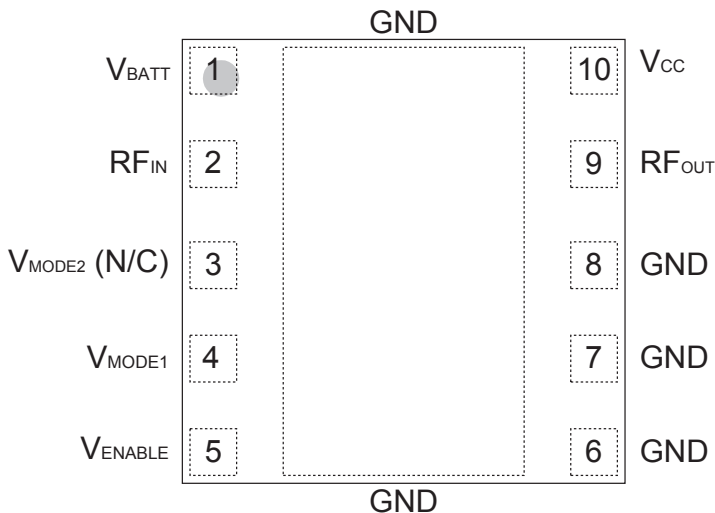 GND
VBATT 1 10 VCC
RFIN 2 9 RFOUT
VMODE2 (N/C) 3 8 GND
VMODE1 4 7 GND
VENABLE 5 6 GND
GND